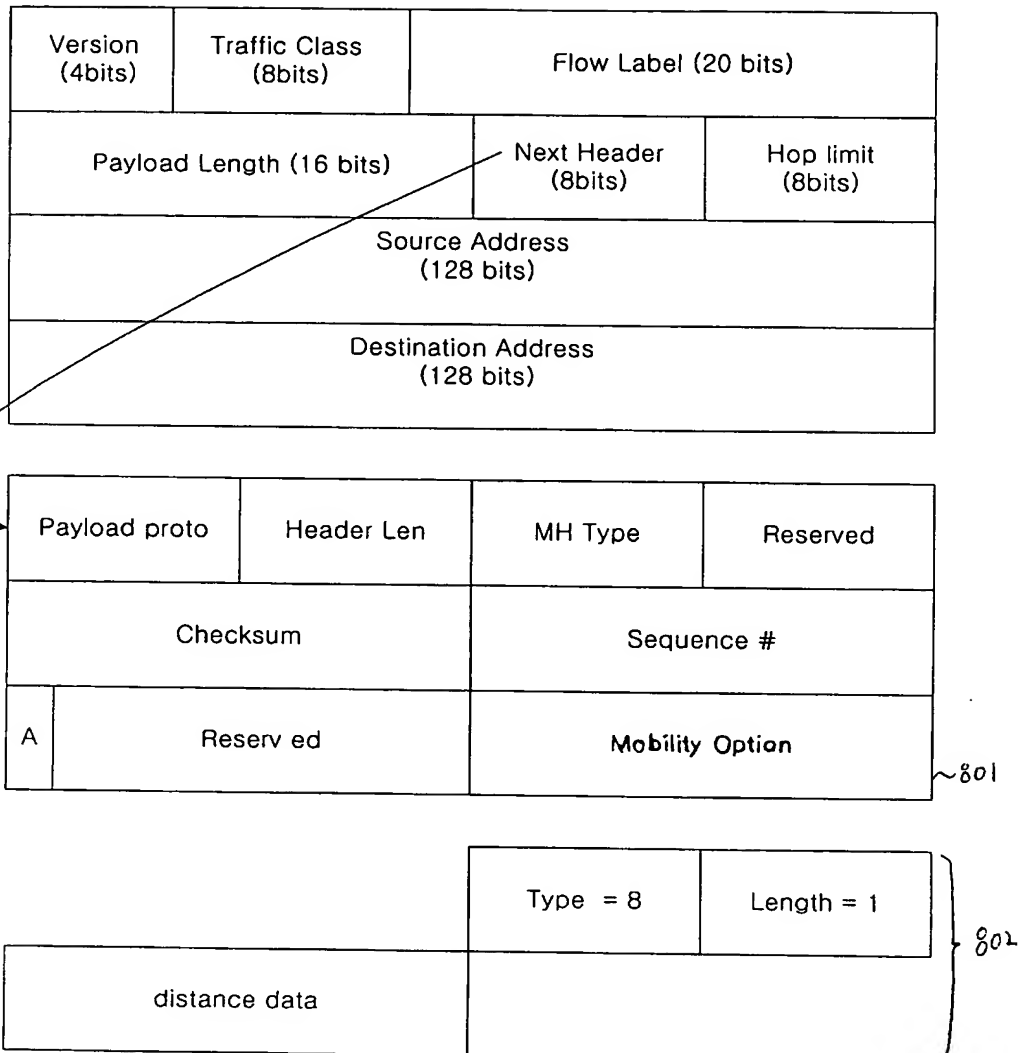 Version
(4bits)
Traffic Class
(8bits)
Flow Label (20 bits)
Payload Length (16 bits)
Next Header
(8bits)
Hop limit
(8bits)
Source Address
(128 bits)
Destination Address
(128 bits)
Payload proto
Header Len
MH Type
Reserved
Checksum
Sequence #
A
Reserv ed
Mobility Option
801
Type = 8
Length = 1
802
distance data